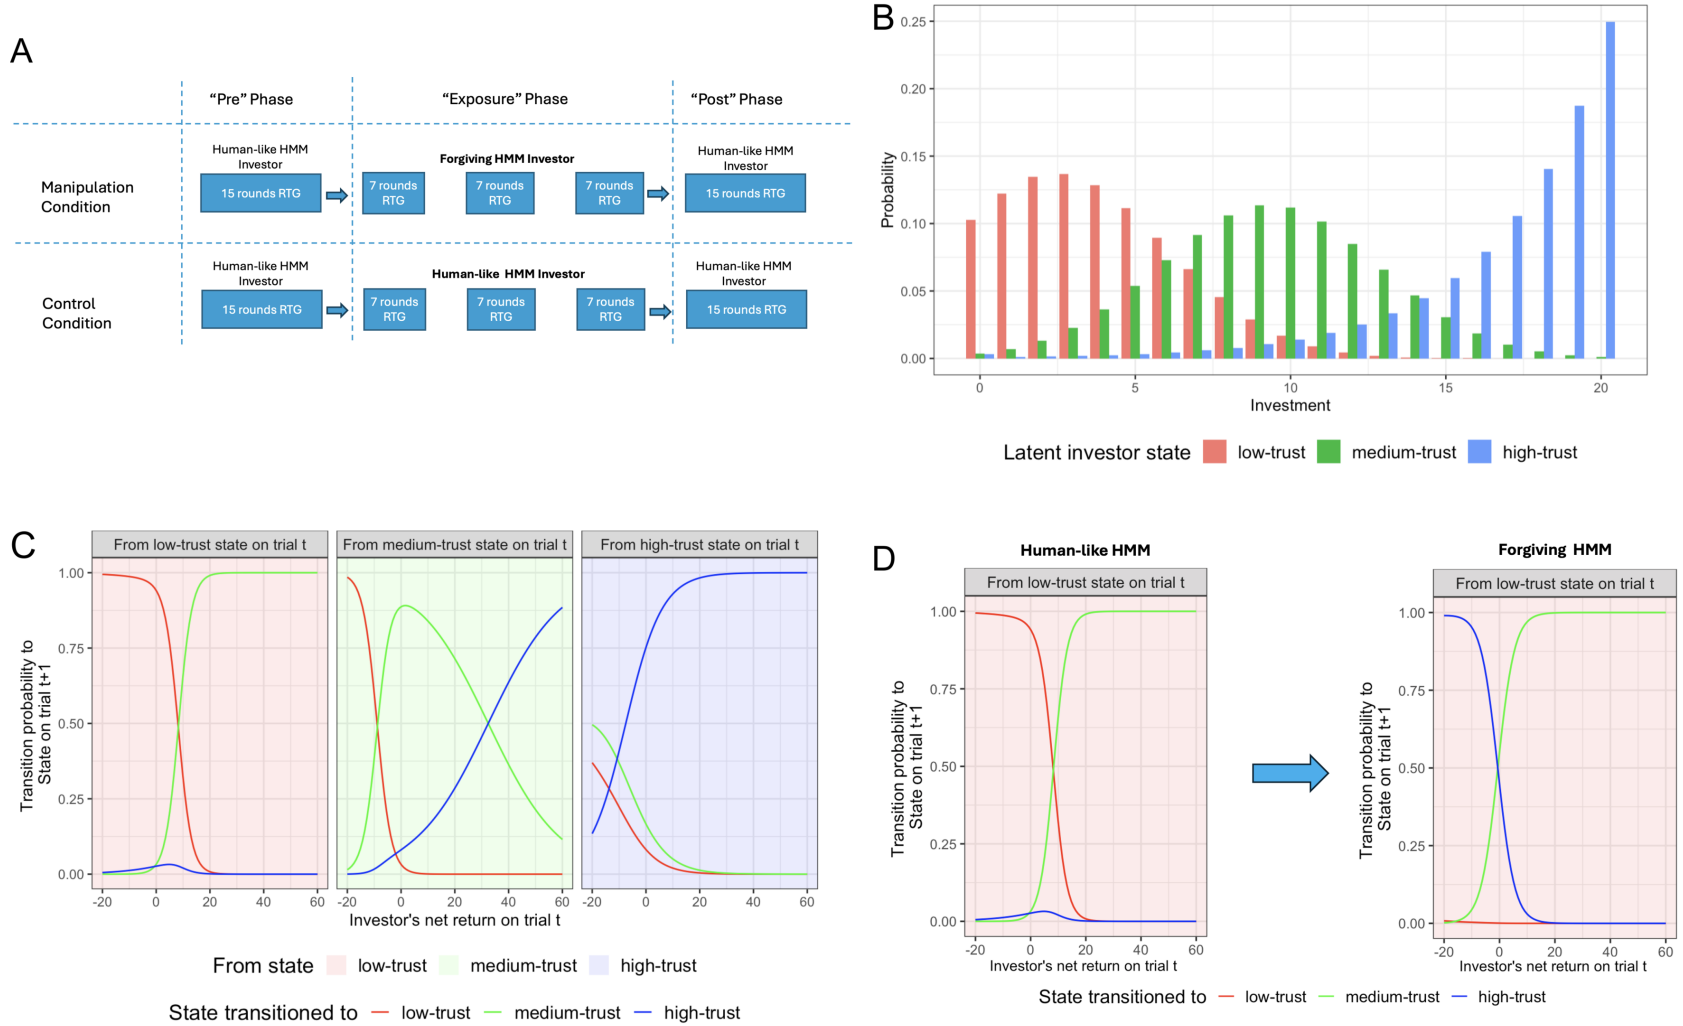 A
"Pre" Phase
"Exposure" Phase
"Post" Phase
Manipulation
Condition
Human-like HMM
Investor
15 rounds RTG
Forgiving HMM Investor
7 rounds
RTG
7 rounds
RTG
7 rounds
RTG
Human-like HMM
Investor
15 rounds RTG
Control
Condition
Human-like HMM
Investor
15 rounds RTG
Human-like HMM Investor
7 rounds
RTG
7 rounds
RTG
7 rounds
RTG
Human-like HMM
Investor
15 rounds RTG
B
Probability
0.25
0.20
0.15
0.10
0.05
0.00
0 5 10 15 20
Investment
Latent investor state low-trust medium-trust high-trust
C
From low-trust state on trial t
From medium-trust state on trial t
From high-trust state on trial t
Transition probability to
State on trial t+1
1.00
0.75
0.50
0.25
0.00
-20 0 20 40 60
-20 0 20 40 60
-20 0 20 40 60
Investor's net return on trial t
From state low-trust medium-trust high-trust
State transitioned to low-trust medium-trust high-trust
D
Human-like HMM
From low-trust state on trial t
Transition probability to
State on trial t+1
1.00
0.75
0.50
0.25
0.00
-20 0 20 40 60
Investor's net return on trial t
Forgiving HMM
From low-trust state on trial t
Transition probability to
State on trial t+1
1.00
0.75
0.50
0.25
0.00
-20 0 20 40 60
Investor's net return on trial t
State transitioned to low-trust medium-trust high-trust